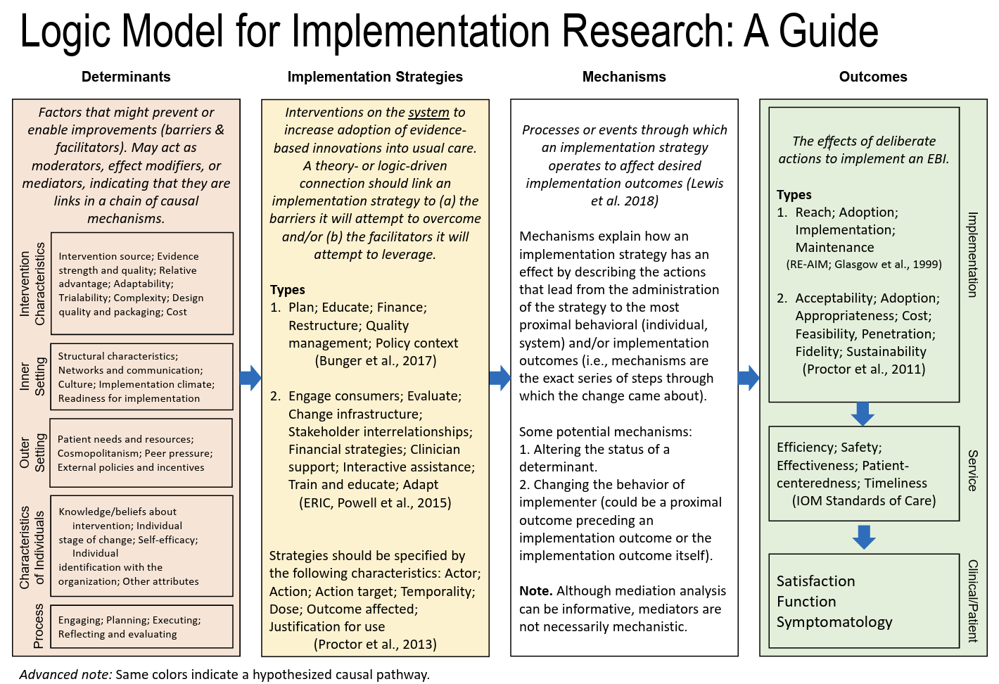 Logic Model for Implementation Research: A Guide
Determants
Factors that might prevent or
enable improvements (barriers &
facilitators). May act as
moderators, effect modifiers, or
mediators, indicating that they are
links in a chain of causal
mechanisms.
Intervention
Characteristics
Intervention source; Evidence
strength and quality; Relative
advantage; Adaptability;
Trialability; Complexity; Design
quality and packaging; Cost
Inner
Setting
Structural characteristics;
Networks and communication;
Culture; Implementation climate;
Readiness for implementation
Outer
Setting
Patient needs and resources;
Cosmopolitanism; Peer pressure;
External policies and incentives
Characteristics
of Individuals
Knowledge/beliefs about
intervention; Individual
stage of change; Self-efficacy;
Individual
identification with the
organization; Other attributes
Process
Engaging; Planning; Executing;
Reflecting and evaluating
Implementation Strategies
Interventions on the system to
increase adoption of evidence-
based innovations into usual care.
A theory- or logic-driven
connection should link an
implementation strategy to (a) the
barriers it will attempt to overcome
and/or (b) the facilitators it will
attempt to leverage.
Types
1. Plan; Educate; Finance;
Restructure; Quality
management; Policy context
(Bunger et al., 2017)
2. Engage consumers; Evaluate;
Change infrastructure;
Stakeholder interrelationships;
Financial strategies; Clinician
support; Interactive assistance;
Train and educate; Adapt
(ERIC, Powell et al., 2015)
Strategies should be specified by
the following characteristics: Actor;
Action; Action target; Temporality;
Dose; Outcome affected;
Justification for use
(Proctor et al., 2013)
Mechanisms
Processes or events through which
an implementation strategy
operates to affect desired
implementation outcomes (Lewis
et al. 2018)
Mechanisms explain how an
implementation strategy has an
effect by describing the actions
that lead from the administration
of the strategy to the most
proximal behavioral (individual,
system) and/or implementation
outcomes (i.e., mechanisms are
the exact series of steps through
which the change came about).
Some potential mechanisms:
1. Altering the status of a
determinant.
2. Changing the behavior of
implementer (could be a proximal
outcome preceding an
implementation outcome or the
implementation outcome itself).
Note. Although mediation analysis
can be informative, mediators are
not necessarily mechanistic.
Outcomes
The effects of deliberate
actions to implement an EBI.
Types
1. Reach; Adoption;
Implementation;
Maintenance
(RE-AIM; Glasgow et al., 1999)
2. Acceptability; Adoption;
Appropriateness; Cost;
Feasibility, Penetration;
Fidelity; Sustainability
(Proctor et al., 2011)
Implementation
Efficiency; Safety;
Effectiveness; Patient-
centeredness; Timeliness
(IOM Standards of Care)
Service
Satisfaction
Function
Symptomatology
Clinical/Patient
Advanced note: Same colors indicate a hypothesized causal pathway.